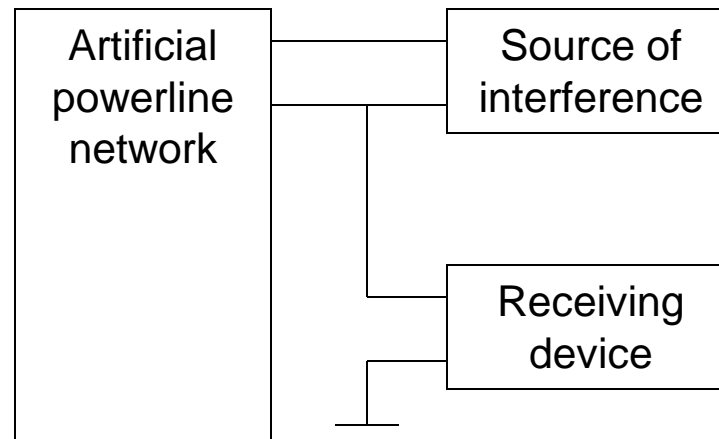 Artificial
powerline
network
Source of
interference
Receiving
device